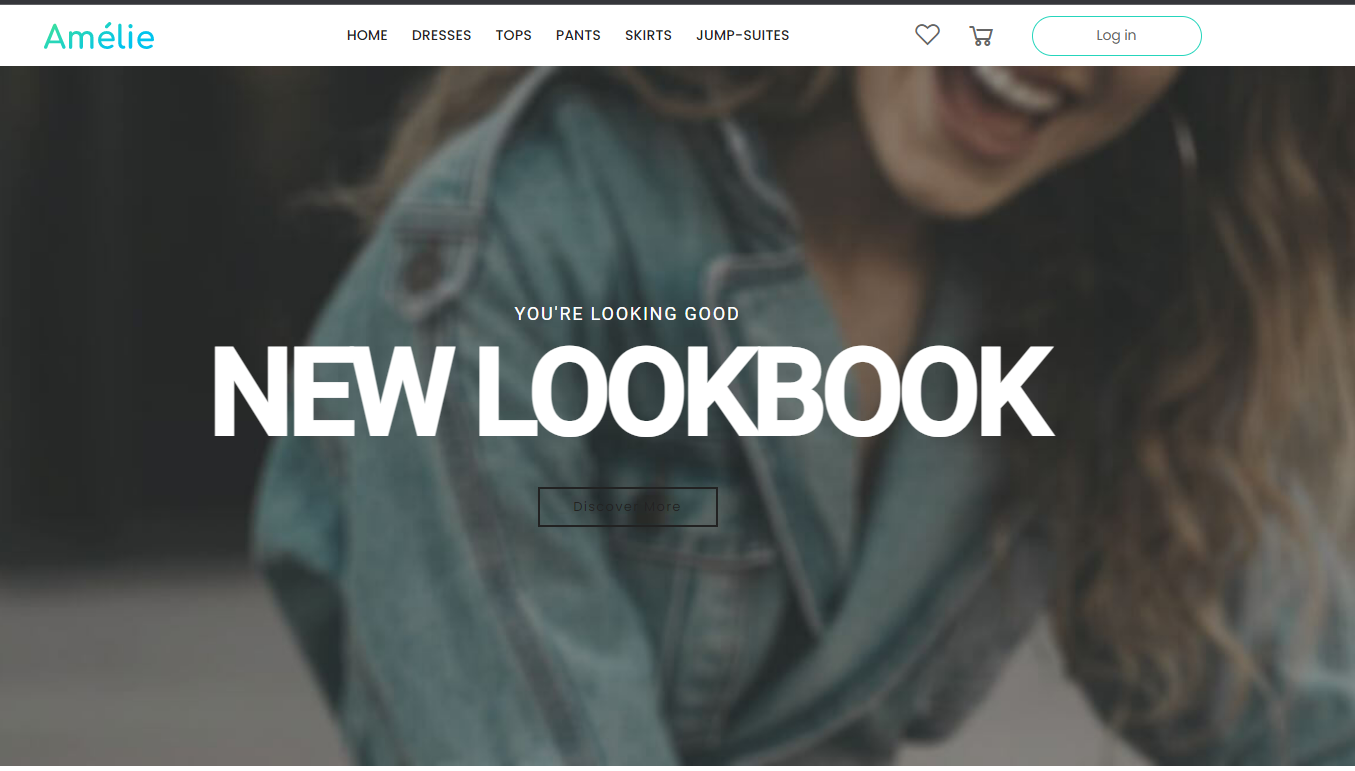 Amélie
HOME DRESSES TOPS PANTS SKIRTS JUMP-SUITES
Log in
YOU'RE LOOKING GOOD
NEW LOOKBOOK
Discover More